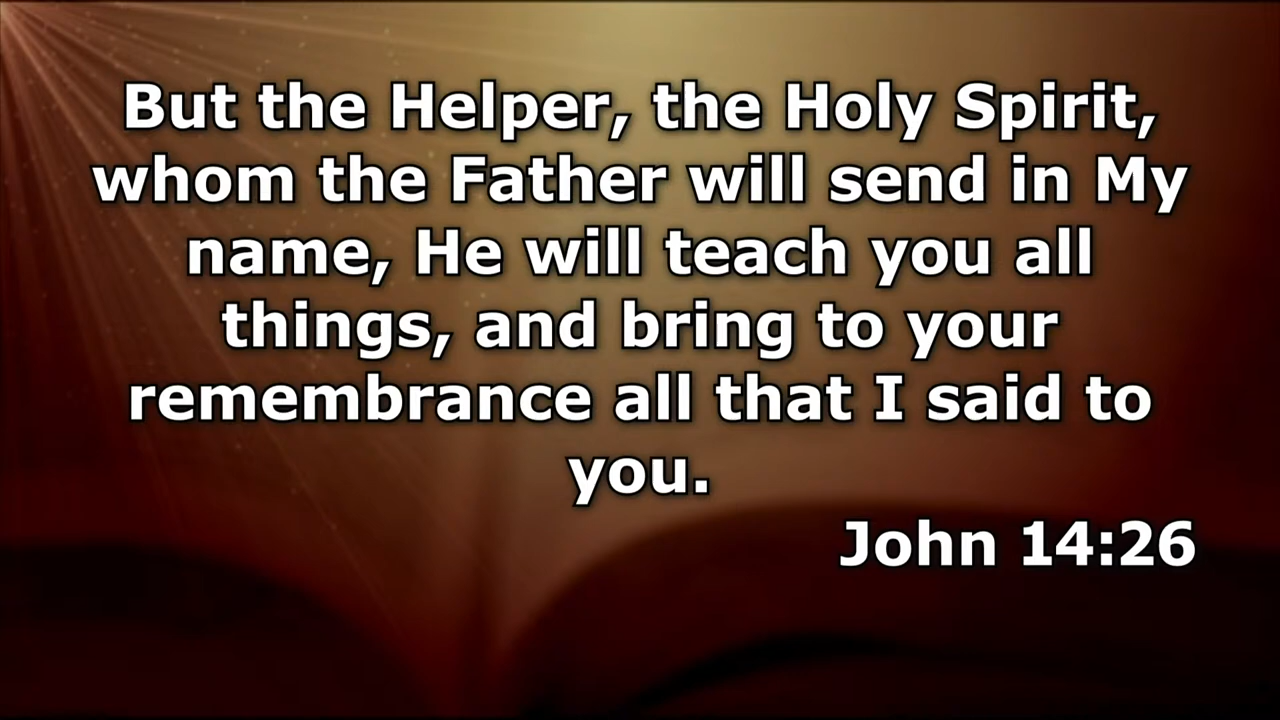 But the Helper, the Holy Spirit,
whom the Father will send in My
name, He will teach you all
things, and bring to your
remembrance all that I said to
you.
John 14:26